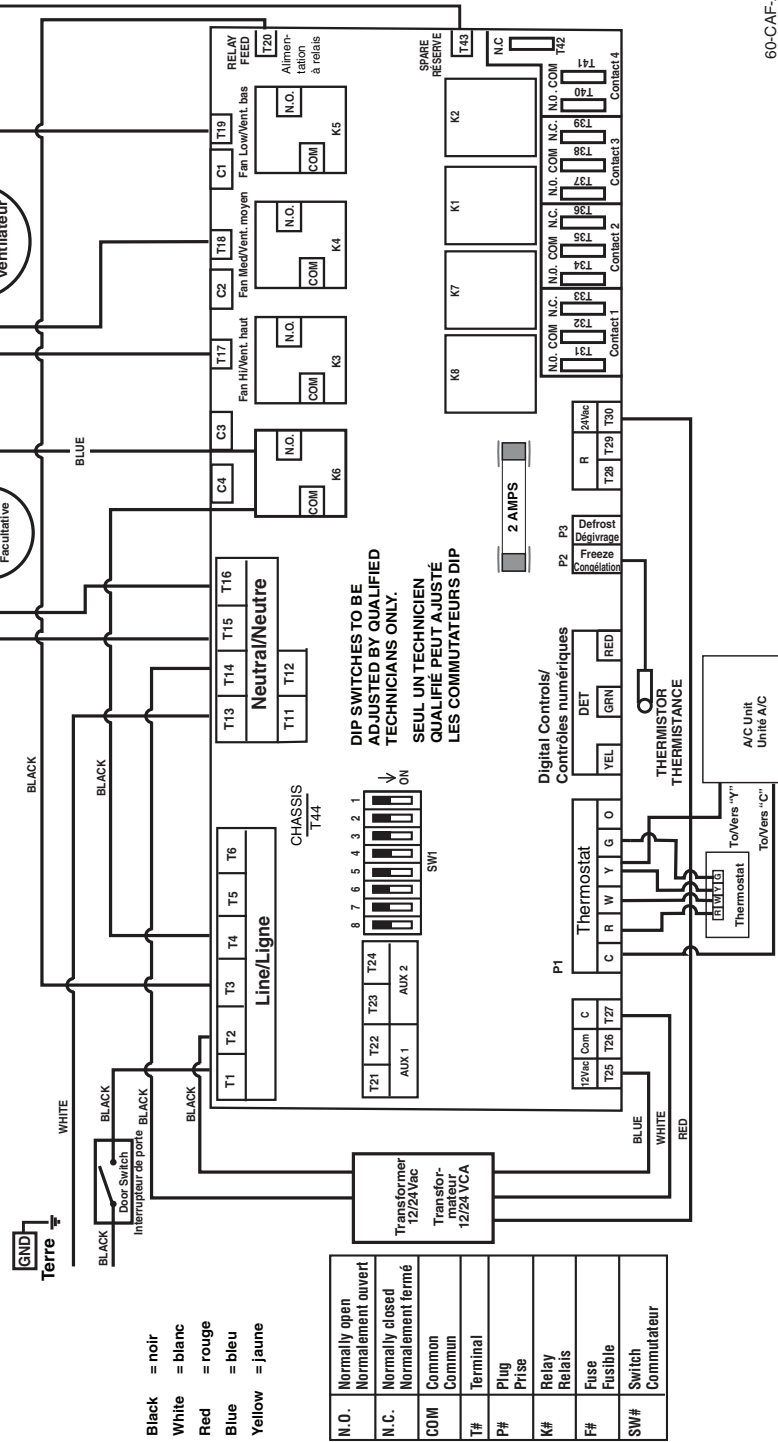 GND
Terre
Black = noir
White = blanc
Red = rouge
Blue = bleu
Yellow = jaune
N.O. Normally open
Normalement ouvert
N.C. Normally closed
Normalement fermé
COM Common
Commun
T# Terminal
P# Plug
Prise
K# Relay
Relais
F# Fuse
Fusible
SW# Switch
Commutateur
WHITE
BLACK
Door Switch
Interrupteur de porte
BLACK
BLACK
BLACK
BLACK
BLACK
BLUE
Facultative
Ventilateur
Transformer
12/24Vac
Transfor-
mateur
12/24 VCA
BLUE
WHITE
RED
T1 T2 T3 T4 T5 T6
Line/Ligne
T13 T14 T15 T16
Neutral/Neutre
T11 T12
CHASSIS
T44
C4 C3 T17 C2 T18 C1 T19
Fan Hi/Vent. haut
Fan Med/Vent. moyen
Fan Low/Vent. bas
COM N.O.
K6
COM N.O.
K3
COM N.O.
K4
COM N.O.
K5
RELAY
FEED
T20
Alimen-
tation
à relais
8 7 6 5 4 3 2 1
ON
SW1
DIP SWITCHES TO BE
ADJUSTED BY QUALIFIED
TECHNICIANS ONLY.
SEUL UN TECHNICIEN
QUALIFIÉ PEUT AJUSTÉ
LES COMMUTATEURS DIP
T21 T22 T23 T24
AUX 1 AUX 2
2 AMPS
K8 K7 K1 K2
SPARE
RÉSERVE
T43
N.C
T42
N.O. COM N.C.
T31 T32 T33
Contact 1
N.O. COM N.C.
T34 T35 T36
Contact 2
N.O. COM N.C.
T37 T38 T39
Contact 3
N.O. COM
T40 T41
Contact 4
12Vac Com C
T25 T26 T27
P1
Thermostat
C R W Y G O
Digital Controls/
Contrôles numériques
DET
YEL GRN RED
P2 P3
Freeze
Congélation
Defrost
Dégivrage
R 24Vac
T28 T29 T30
THERMISTOR
THERMISTANCE
R W Y G
Thermostat
To/Vers “Y”
To/Vers “C”
A/C Unit
Unité A/C
60-CAF-